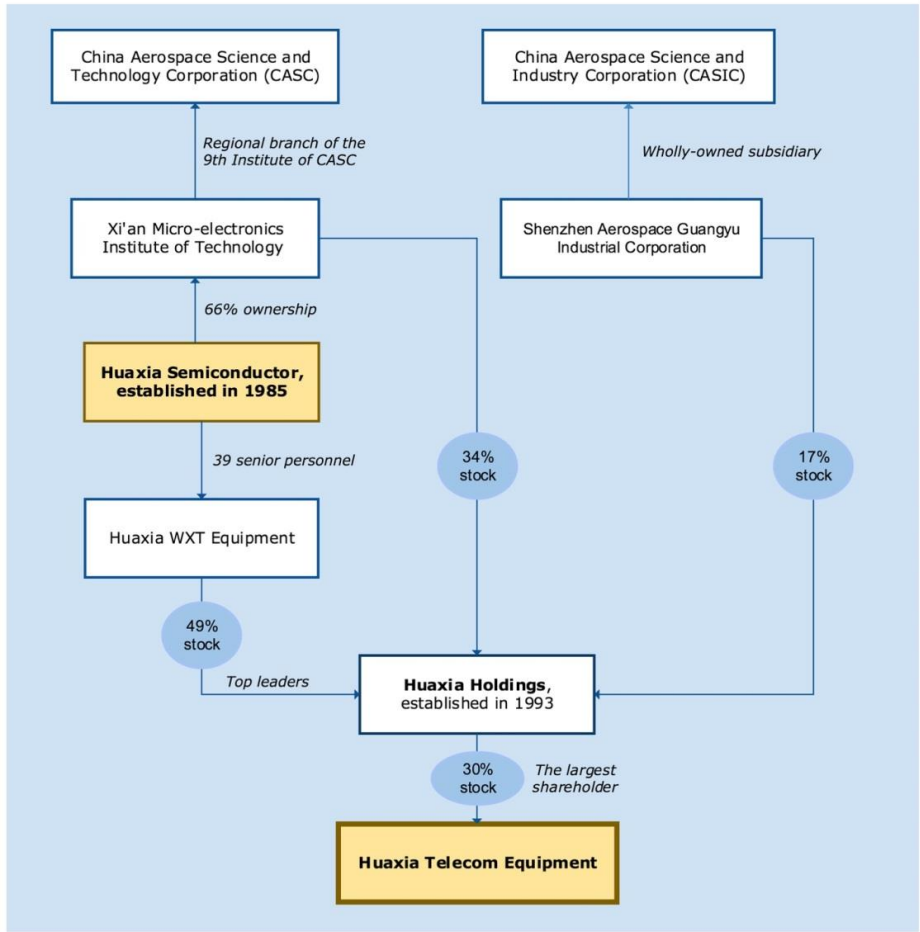 China Aerospace Science and
Technology Corporation (CASC)
China Aerospace Science and
Industry Corporation (CASIC)
Regional branch of the
9th Institute of CASC
Wholly-owned subsidiary
Xi'an Micro-electronics
Institute of Technology
Shenzhen Aerospace Guangyu
Industrial Corporation
66% ownership
Huaxia Semiconductor,
established in 1985
39 senior personnel
34%
stock
17%
stock
Huaxia WXT Equipment
49%
stock
Top leaders
Huaxia Holdings,
established in 1993
30%
stock
The largest
shareholder
Huaxia Telecom Equipment